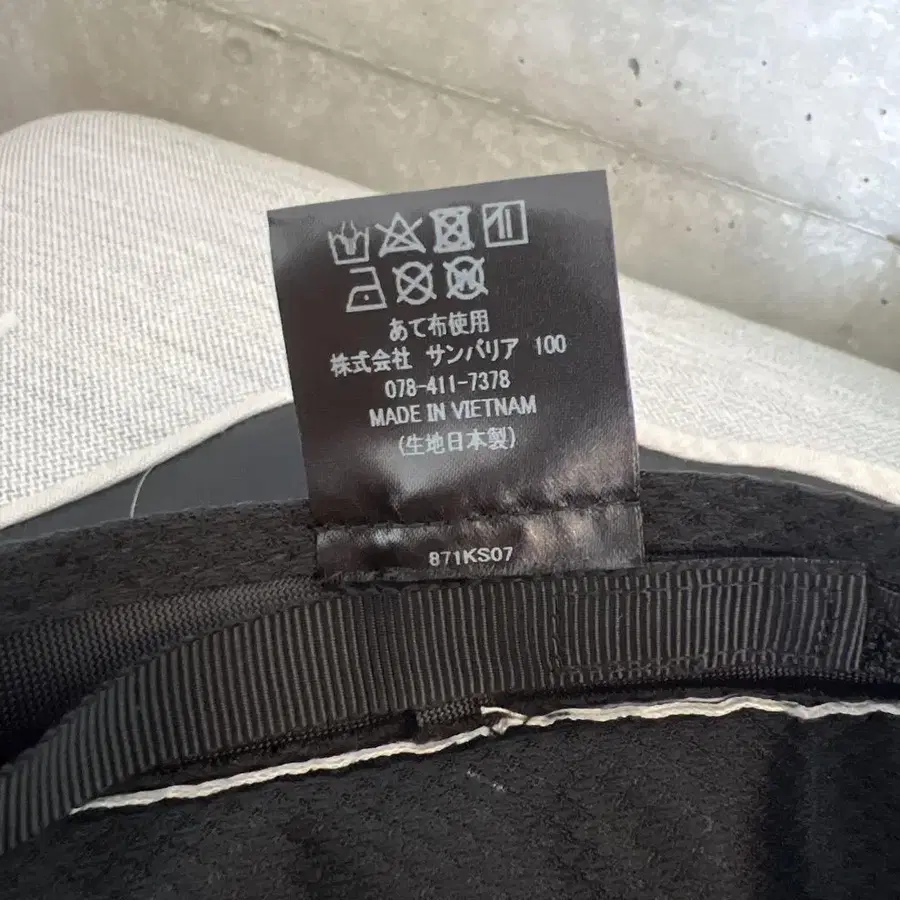 あて布使用
株式会社 サンバリア 100
078-411-7378
MADE IN VIETNAM
(生地日本製)
871KS07